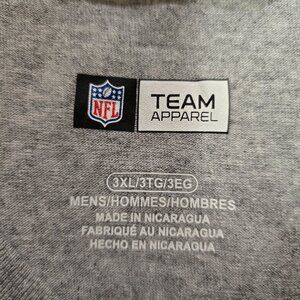 NFL
TEAM
APPAREL
3XL/3TG/3EG
MENS/HOMMES/HOMBRES
MADE IN NICARAGUA
FABRIQUÉ AU NICARAGUA
HECHO EN NICARAGUA